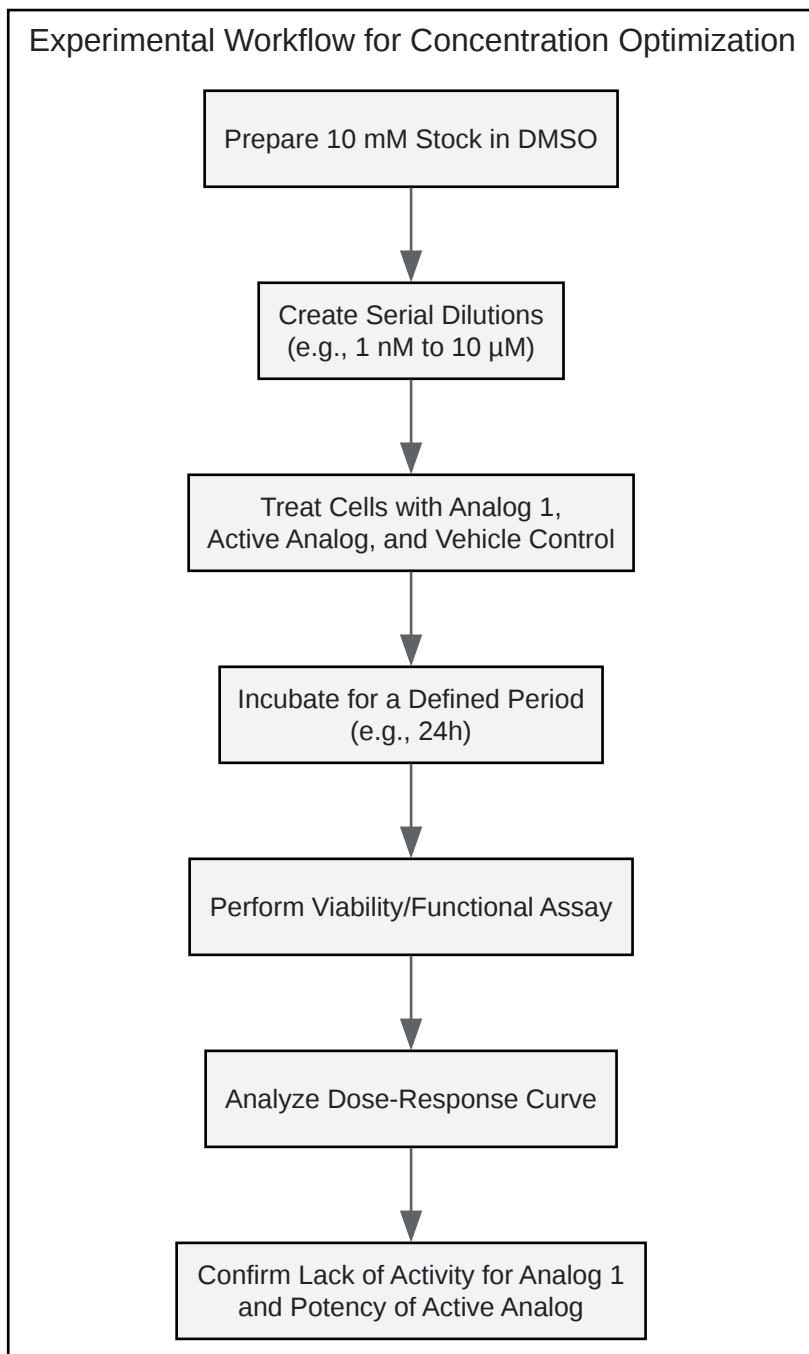 Experimental Workflow for Concentration Optimization
Prepare 10 mM Stock in DMSO
Create Serial Dilutions
(e.g., 1 nM to 10 µM)
Treat Cells with Analog 1,
Active Analog, and Vehicle Control
Incubate for a Defined Period
(e.g., 24h)
Perform Viability/Functional Assay
Analyze Dose-Response Curve
Confirm Lack of Activity for Analog 1
and Potency of Active Analog